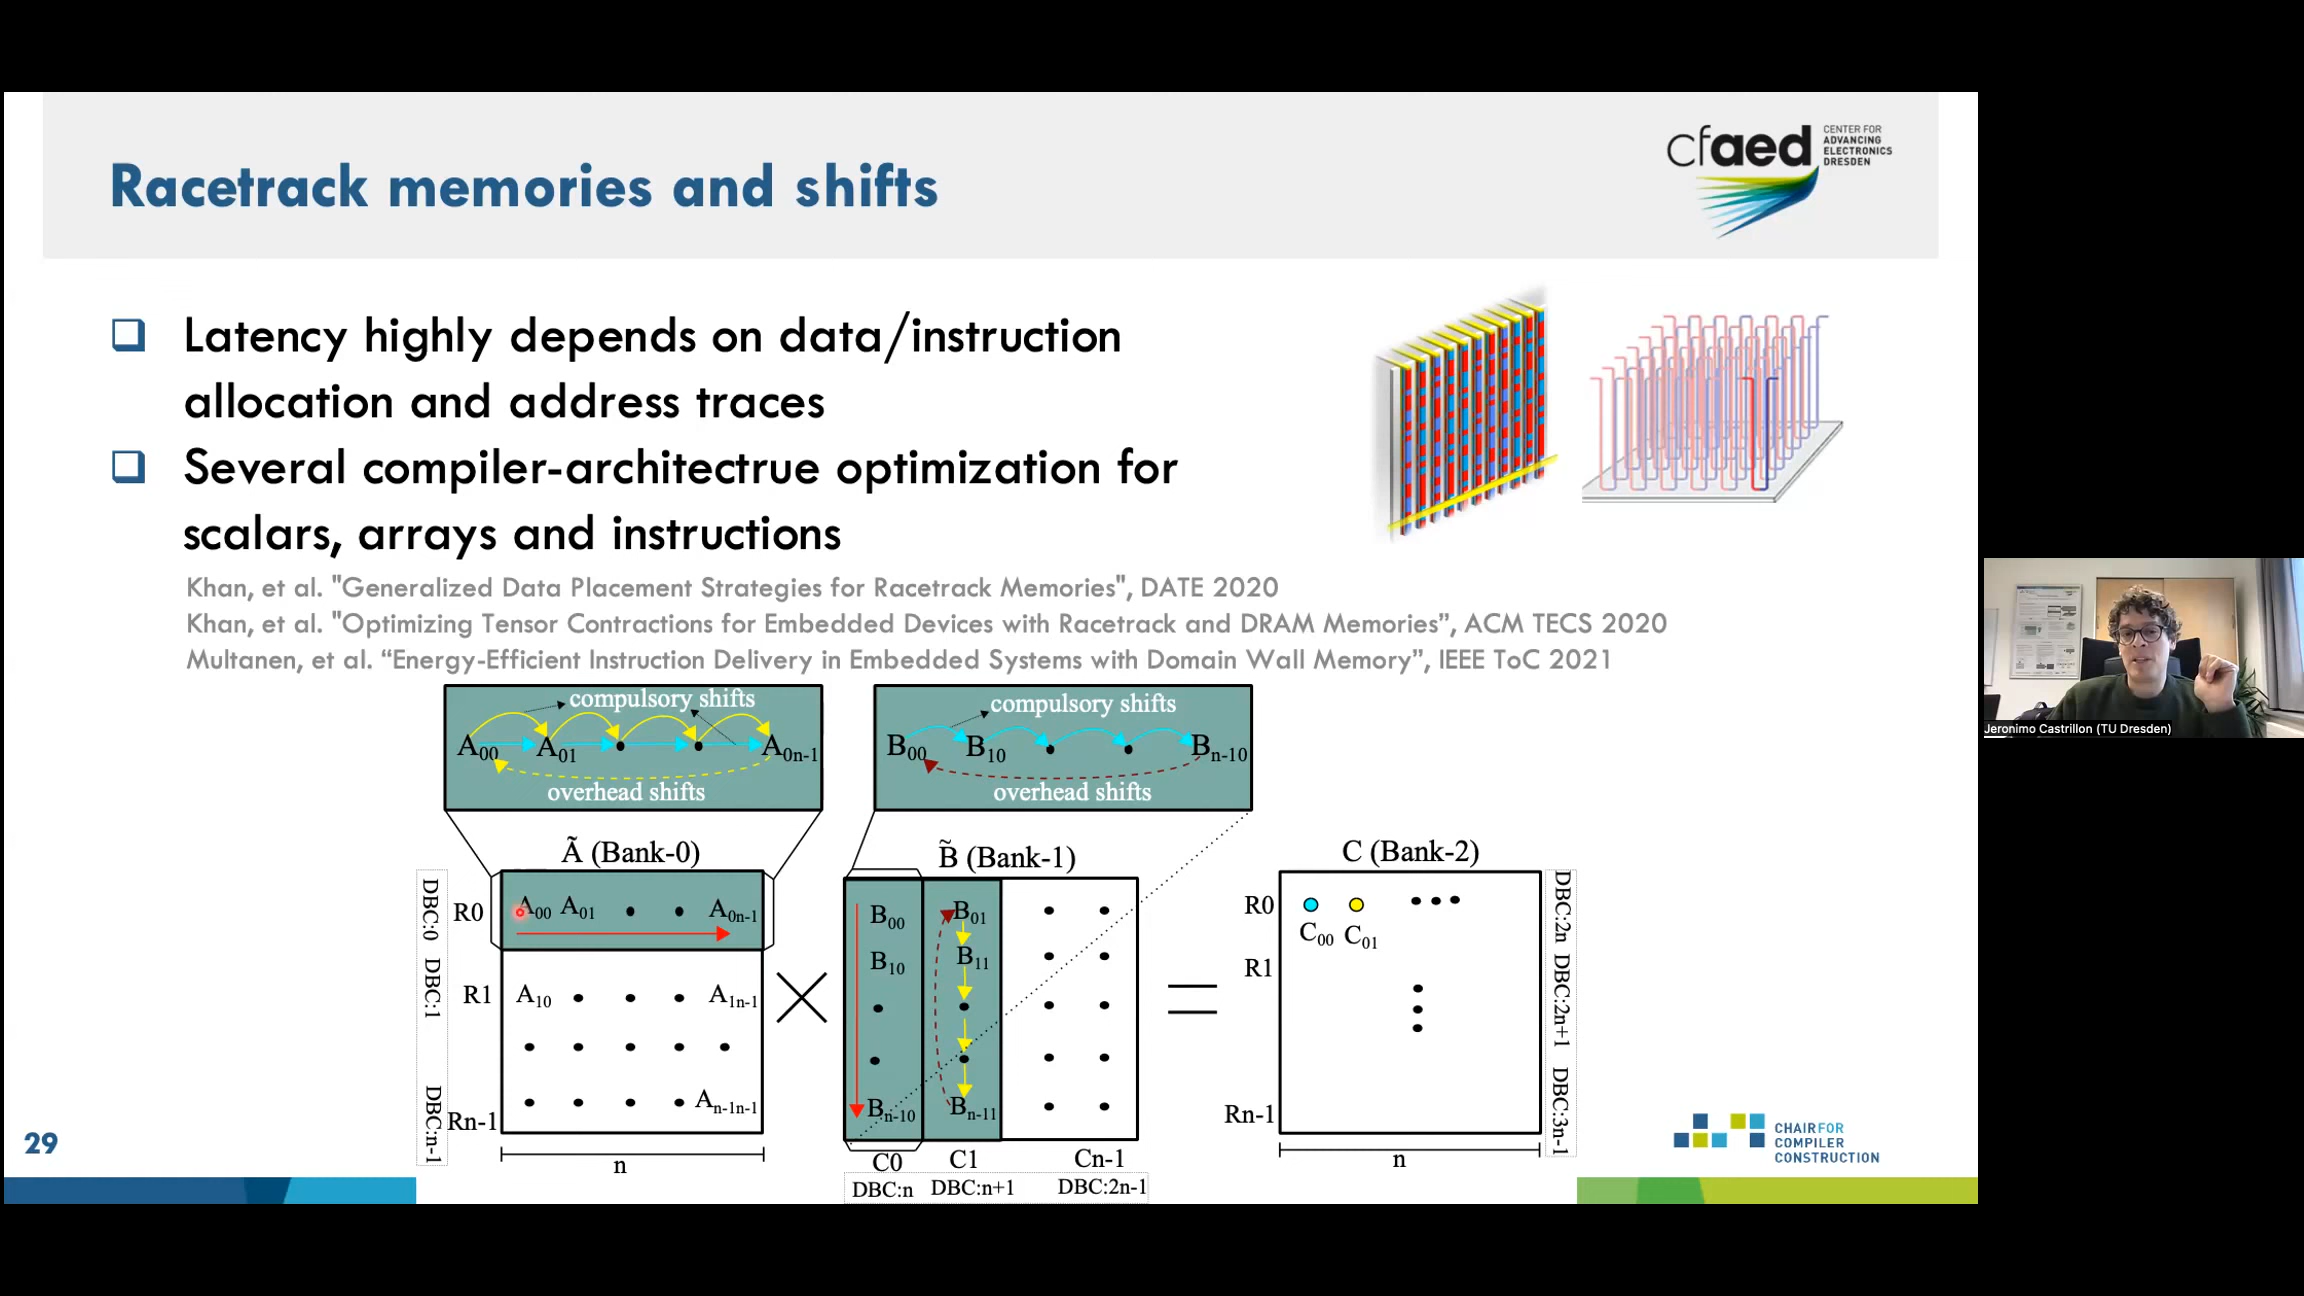 Racetrack memories and shifts
cfaed
CENTER FOR
ADVANCING
ELECTRONICS
DRESDEN
Latency highly depends on data/instruction
allocation and address traces
Several compiler-architectrue optimization for
scalars, arrays and instructions
Khan, et al. "Generalized Data Placement Strategies for Racetrack Memories", DATE 2020
Khan, et al. "Optimizing Tensor Contractions for Embedded Devices with Racetrack and DRAM Memories”, ACM TECS 2020
Multanen, et al. “Energy-Efficient Instruction Delivery in Embedded Systems with Domain Wall Memory”, IEEE ToC 2021
compulsory shifts
A00 A01 A0n-1
overhead shifts
compulsory shifts
B00 B10 Bn-10
overhead shifts
Ã (Bank-0)
DBC:0
DBC:1
DBC:n-1
R0
A00 A01 A0n-1
R1
A10 A1n-1
Rn-1
An-1n-1
n
B̃ (Bank-1)
B00 B01
B10 B11
Bn-10 Bn-11
C0 C1 Cn-1
DBC:n DBC:n+1 DBC:2n-1
C (Bank-2)
R0
C00 C01
R1
Rn-1
n
DBC:2n
DBC:2n+1
DBC:3n-1
29
CHAIR FOR
COMPILER
CONSTRUCTION
Jeronimo Castrillon (TU Dresden)